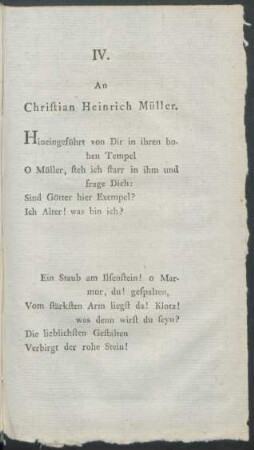 IV.
An
Christian Heinrich Müller.
Hineingeführt von Dir in ihren ho-
hen Tempel
O Müller, steh ich starr in ihm und
frage Dich:
Sind Götter hier Exempel?
Ich Alter! was bin ich?
Ein Staub am Ilsenstein! o Mar-
mor, du! gespalten,
Vom stärksten Arm liegst da! Klotz!
was denn wirst du seyn?
Die lieblichsten Gestalten
Verbirgt der rohe Stein!